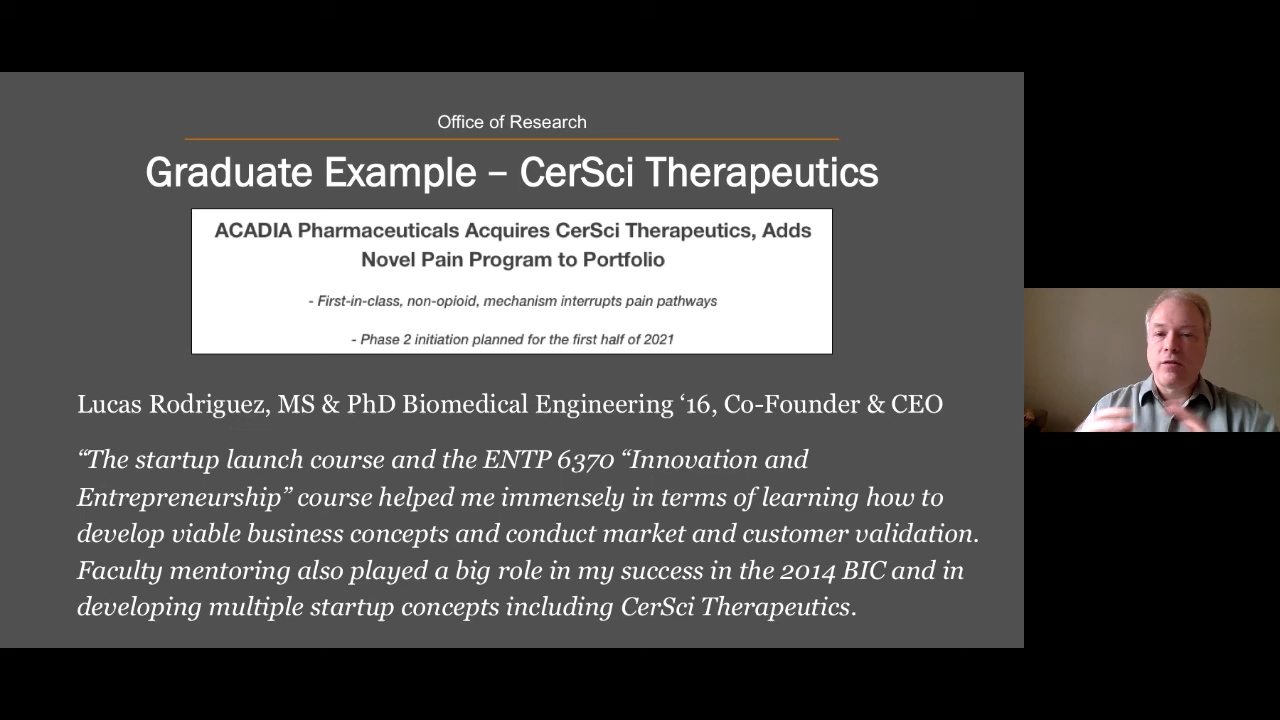 Office of Research
Graduate Example – CerSci Therapeutics
ACADIA Pharmaceuticals Acquires CerSci Therapeutics, Adds
Novel Pain Program to Portfolio
- First-in-class, non-opioid, mechanism interrupts pain pathways
- Phase 2 initiation planned for the first half of 2021
Lucas Rodriguez, MS & PhD Biomedical Engineering ‘16, Co-Founder & CEO
“The startup launch course and the ENTP 6370 “Innovation and
Entrepreneurship” course helped me immensely in terms of learning how to
develop viable business concepts and conduct market and customer validation.
Faculty mentoring also played a big role in my success in the 2014 BIC and in
developing multiple startup concepts including CerSci Therapeutics.